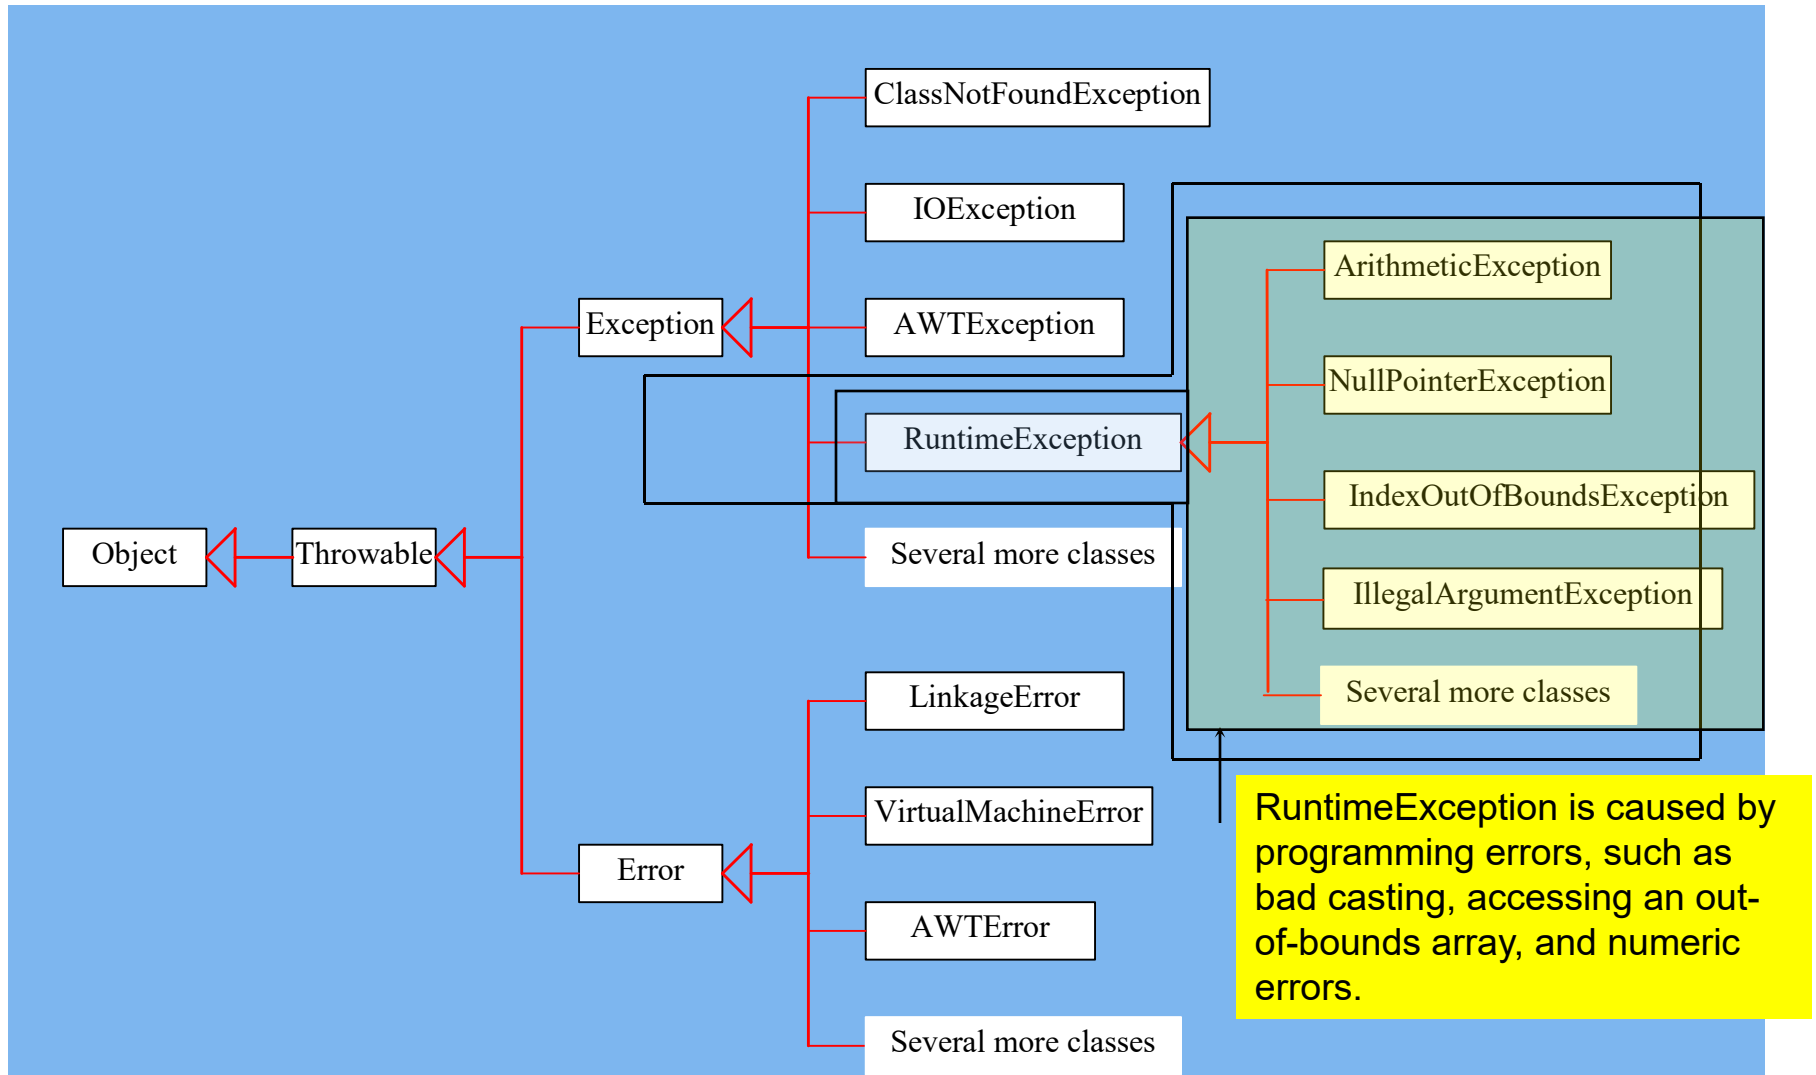 ClassNotFoundException
IOException
ArithmeticException
Exception
AWTException
NullPointerException
RuntimeException
IndexOutOfBoundsException
Object
Throwable
Several more classes
IllegalArgumentException
LinkageError
Several more classes
VirtualMachineError
Error
AWTError
Several more classes
RuntimeException is caused by
programming errors, such as
bad casting, accessing an out-
of-bounds array, and numeric
errors.